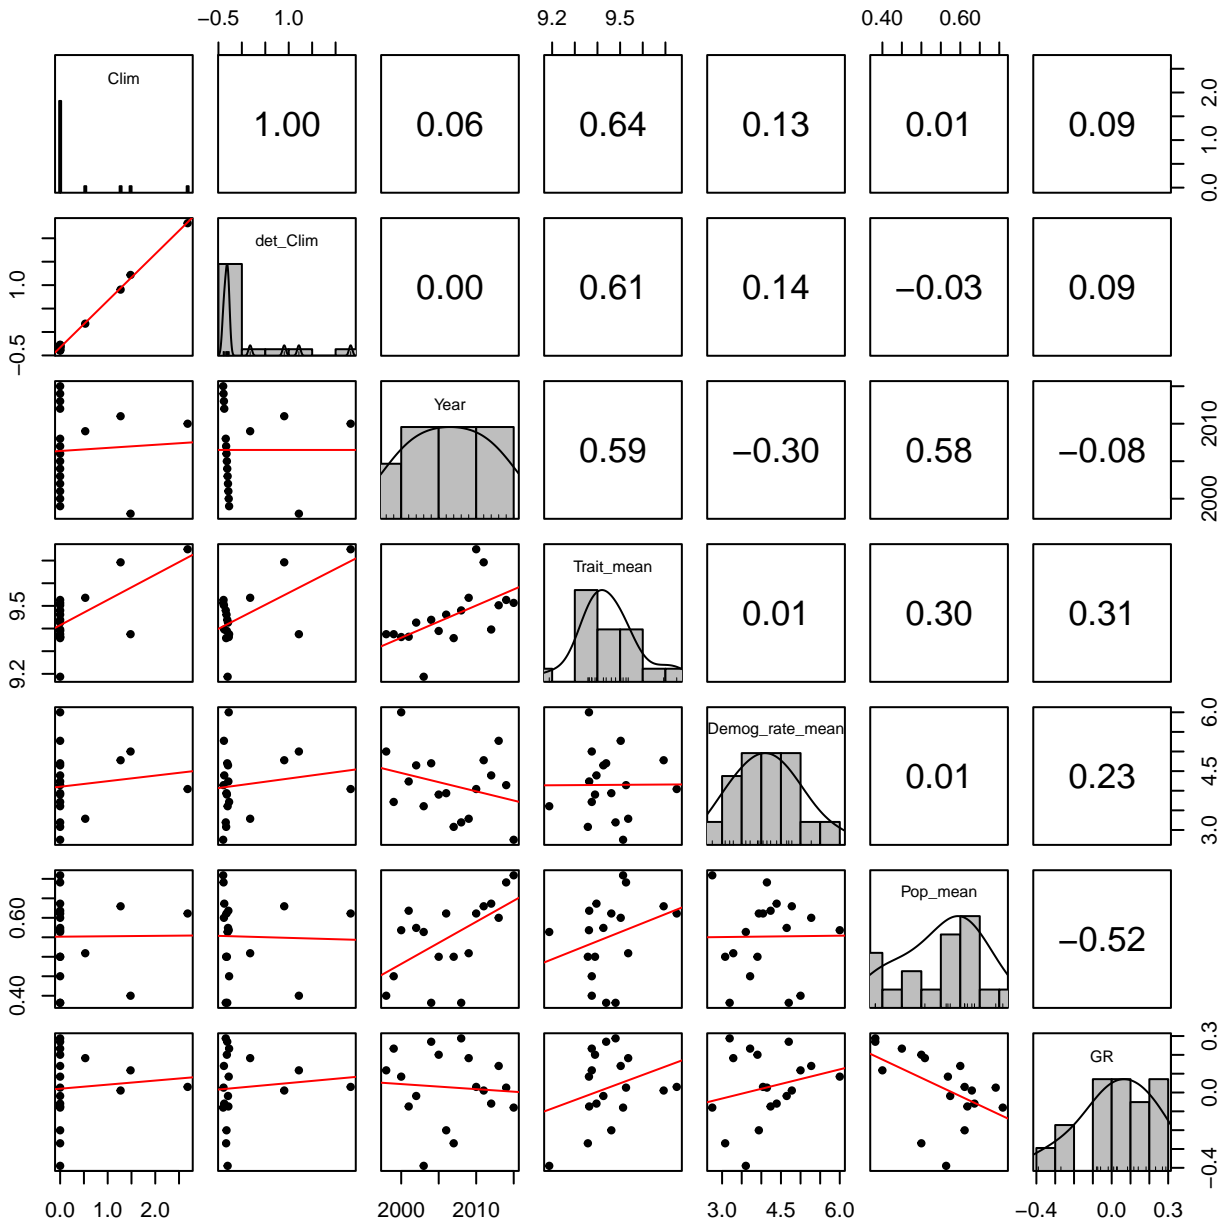 −0.5 1.0 9.2 9.5 0.40 0.60
Clim 1.00 0.06 0.64 0.13 0.01 0.09 0.0 1.0 2.0
−0.5 1.0 det_Clim 0.00 0.61 0.14 −0.03 0.09
Year 0.59 −0.30 0.58 −0.08 2000 2010
9.2 9.5 Trait_mean 0.01 0.30 0.31
Demog_rate_mean 0.01 0.23 3.0 4.5 6.0
0.40 0.60 Pop_mean −0.52
GR −0.4 0.0 0.3
0.0 1.0 2.0 2000 2010 3.0 4.5 6.0 −0.4 0.0 0.3